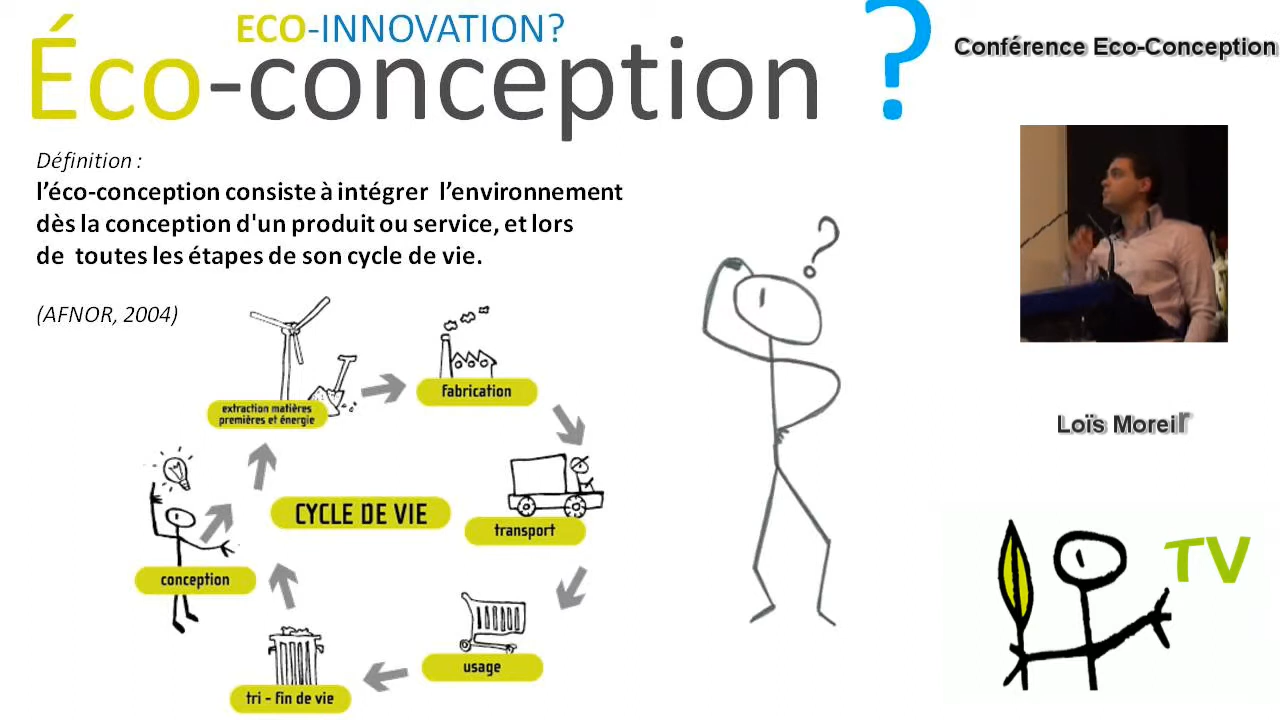 ECO-INNOVATION?
Éco-conception ?
Conférence Eco-Conception
Définition :
l’éco-conception consiste à intégrer l’environnement
dès la conception d'un produit ou service, et lors
de toutes les étapes de son cycle de vie.
(AFNOR, 2004)
?
extraction matières
premières et énergie
fabrication
CYCLE DE VIE
transport
conception
usage
tri - fin de vie
Loïs Moreir
TV